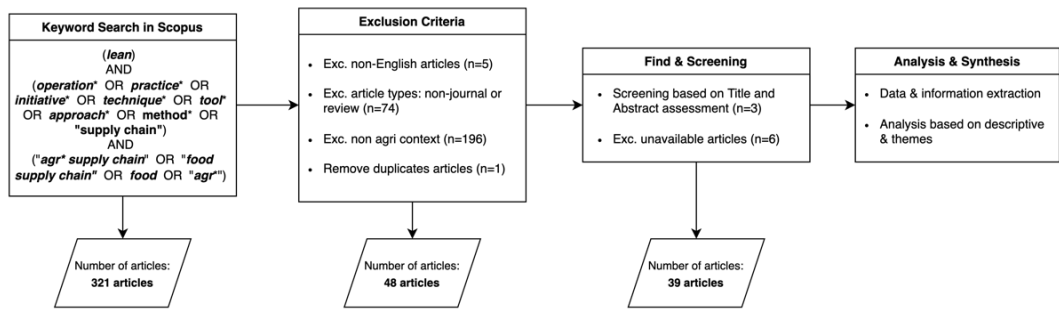 Keyword Search in Scopus
(lean)
AND
(operation* OR practice* OR
initiative* OR technique* OR tool*
OR approach* OR method* OR
"supply chain")
AND
("agr* supply chain" OR "food
supply chain" OR food OR "agr*")
Number of articles:
321 articles
Exclusion Criteria
• Exc. non-English articles (n=5)
• Exc. article types: non-journal or
review (n=74)
• Exc. non agri context (n=196)
• Remove duplicates articles (n=1)
Number of articles:
48 articles
Find & Screening
• Screening based on Title and
Abstract assessment (n=3)
• Exc. unavailable articles (n=6)
Number of articles:
39 articles
Analysis & Synthesis
• Data & information extraction
• Analysis based on descriptive
& themes